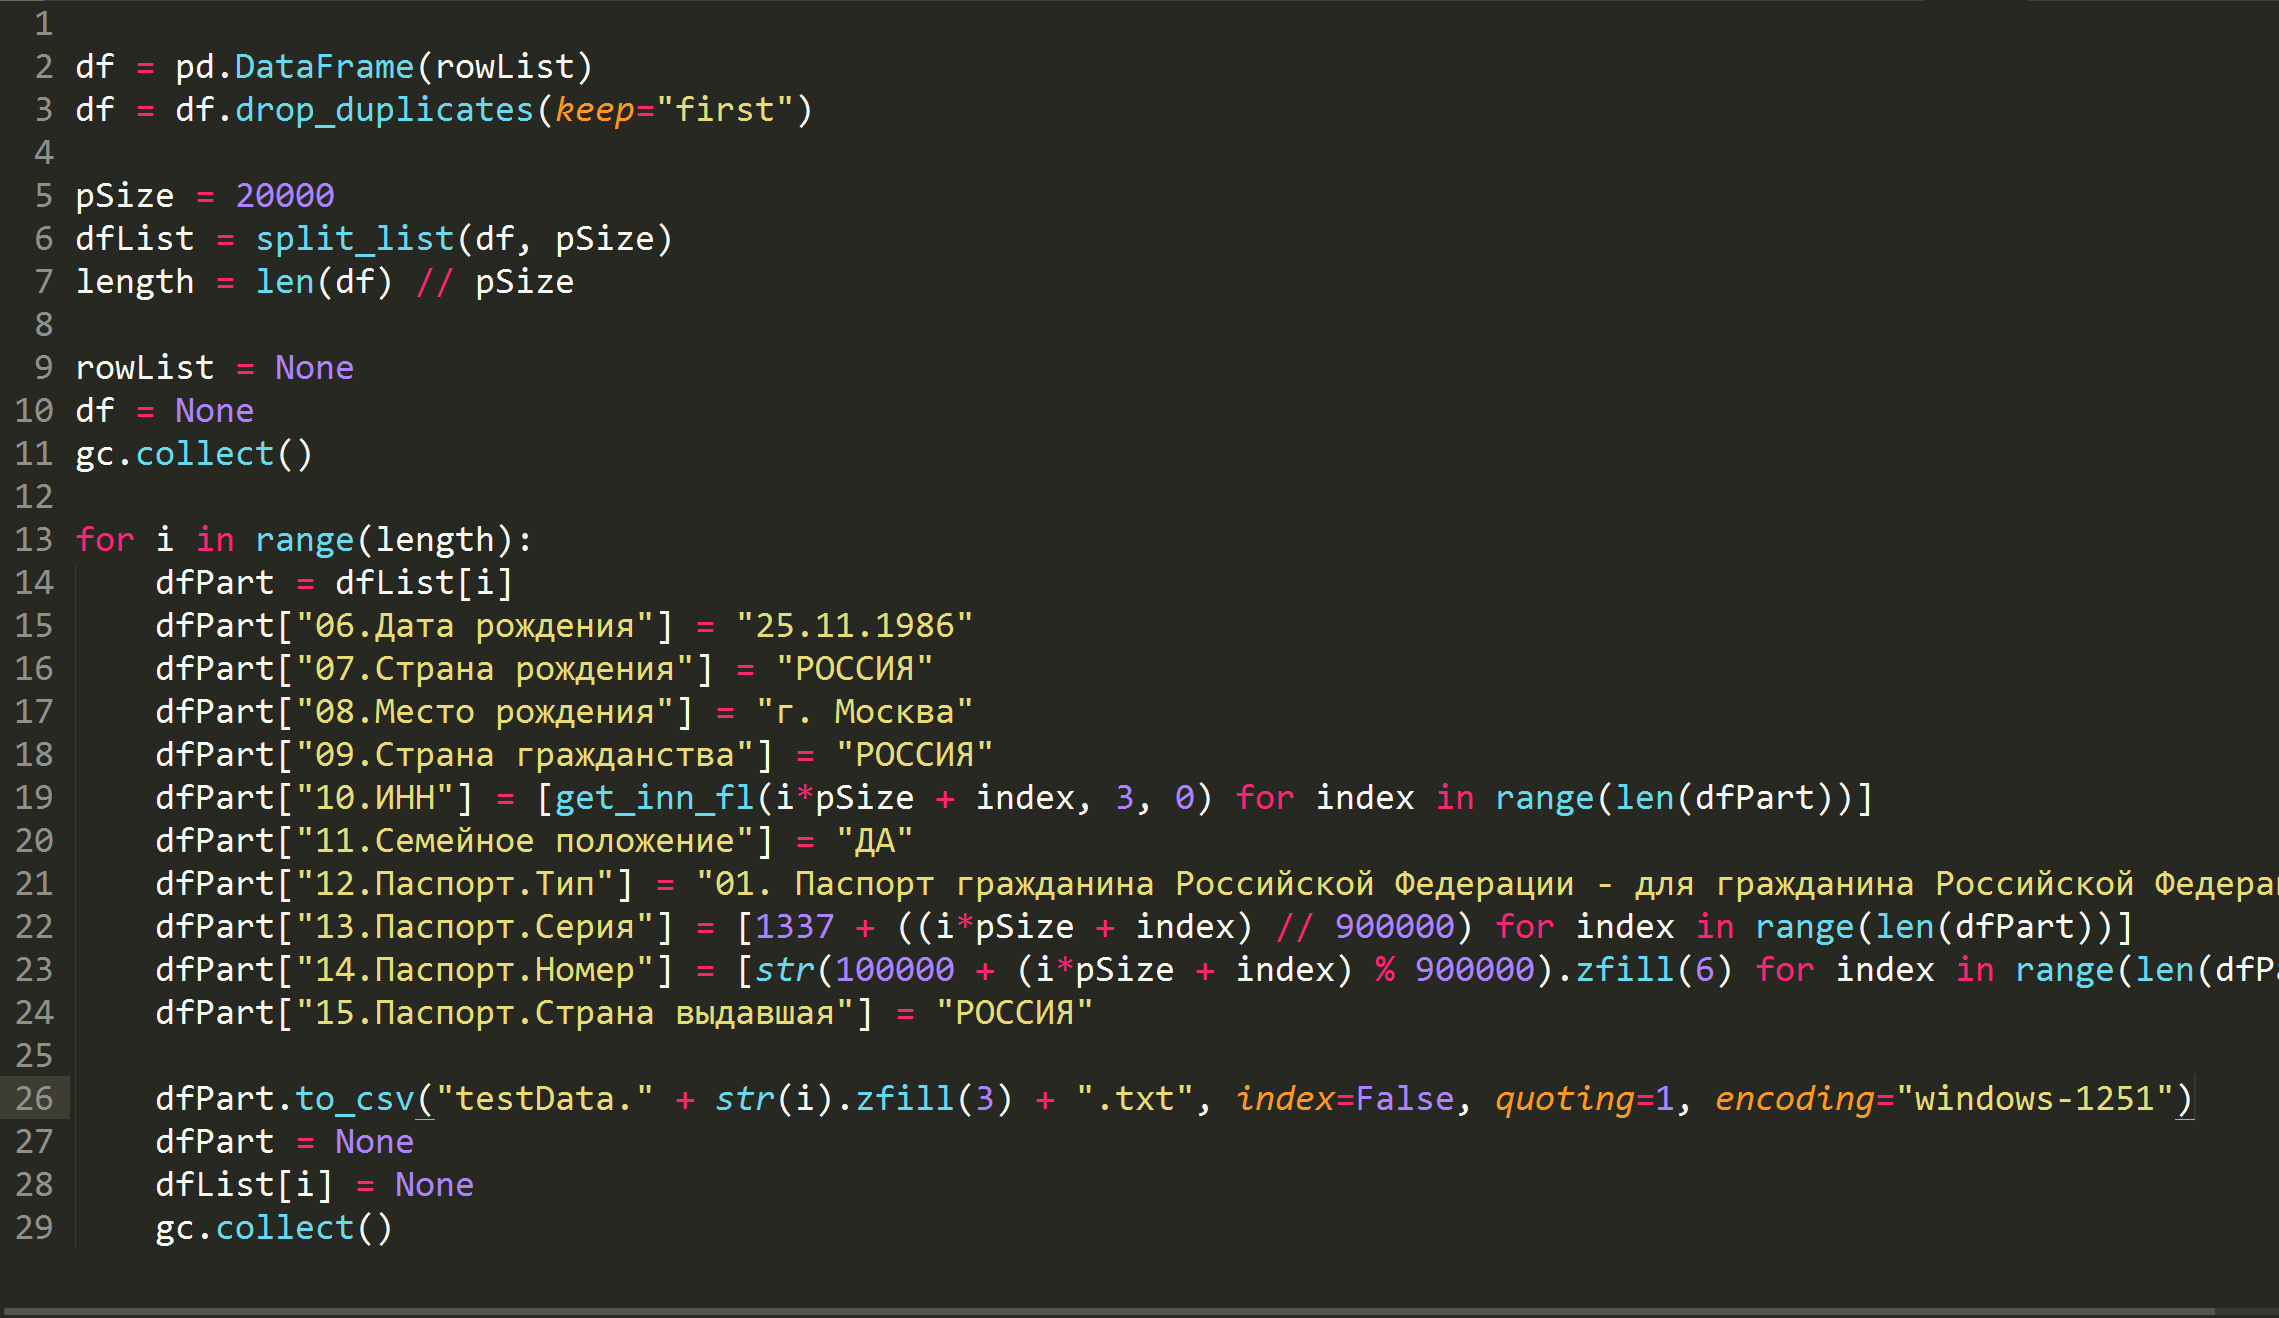 1
2 df = pd.DataFrame(rowList)
3 df = df.drop_duplicates(keep="first")
4
5 pSize = 20000
6 dfList = split_list(df, pSize)
7 length = len(df) // pSize
8
9 rowList = None
10 df = None
11 gc.collect()
12
13 for i in range(length):
14     dfPart = dfList[i]
15     dfPart["06.Дата рождения"] = "25.11.1986"
16     dfPart["07.Страна рождения"] = "РОССИЯ"
17     dfPart["08.Место рождения"] = "г. Москва"
18     dfPart["09.Страна гражданства"] = "РОССИЯ"
19     dfPart["10.ИНН"] = [get_inn_fl(i*pSize + index, 3, 0) for index in range(len(dfPart))]
20     dfPart["11.Семейное положение"] = "ДА"
21     dfPart["12.Паспорт.Тип"] = "01. Паспорт гражданина Российской Федерации - для гражданина Российской
22     dfPart["13.Паспорт.Серия"] = [1337 + ((i*pSize + index) // 900000) for index in range(len(dfPart))]
23     dfPart["14.Паспорт.Номер"] = [str(100000 + (i*pSize + index) % 900000).zfill(6) for index in range(len(dfP
24     dfPart["15.Паспорт.Страна выдавшая"] = "РОССИЯ"
25
26     dfPart.to_csv("testData." + str(i).zfill(3) + ".txt", index=False, quoting=1, encoding="windows-1251")
27     dfPart = None
28     dfList[i] = None
29     gc.collect()